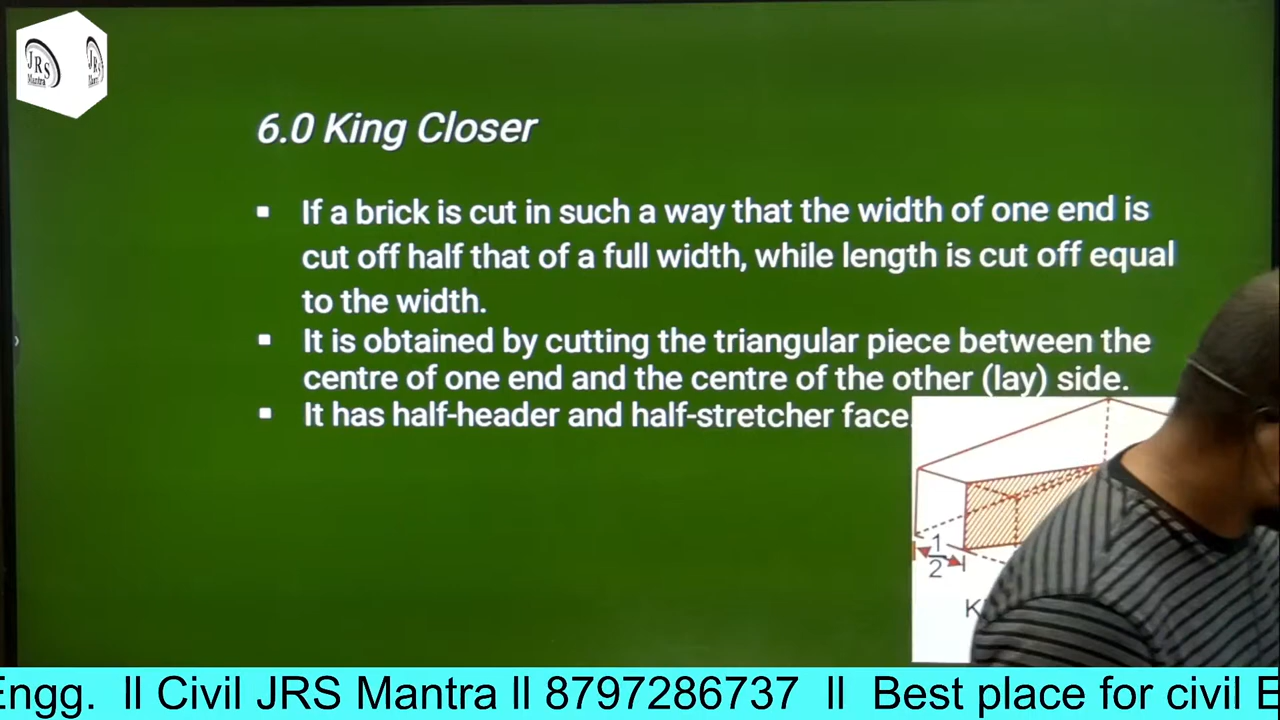 JRS
Mantra
JRS
6.0 King Closer
▪ If a brick is cut in such a way that the width of one end is
cut off half that of a full width, while length is cut off equal
to the width.
▪ It is obtained by cutting the triangular piece between the
centre of one end and the centre of the other (lay) side.
▪ It has half-header and half-stretcher face.
1
2
K
Engg. ll Civil JRS Mantra ll 8797286737 ll Best place for civil E